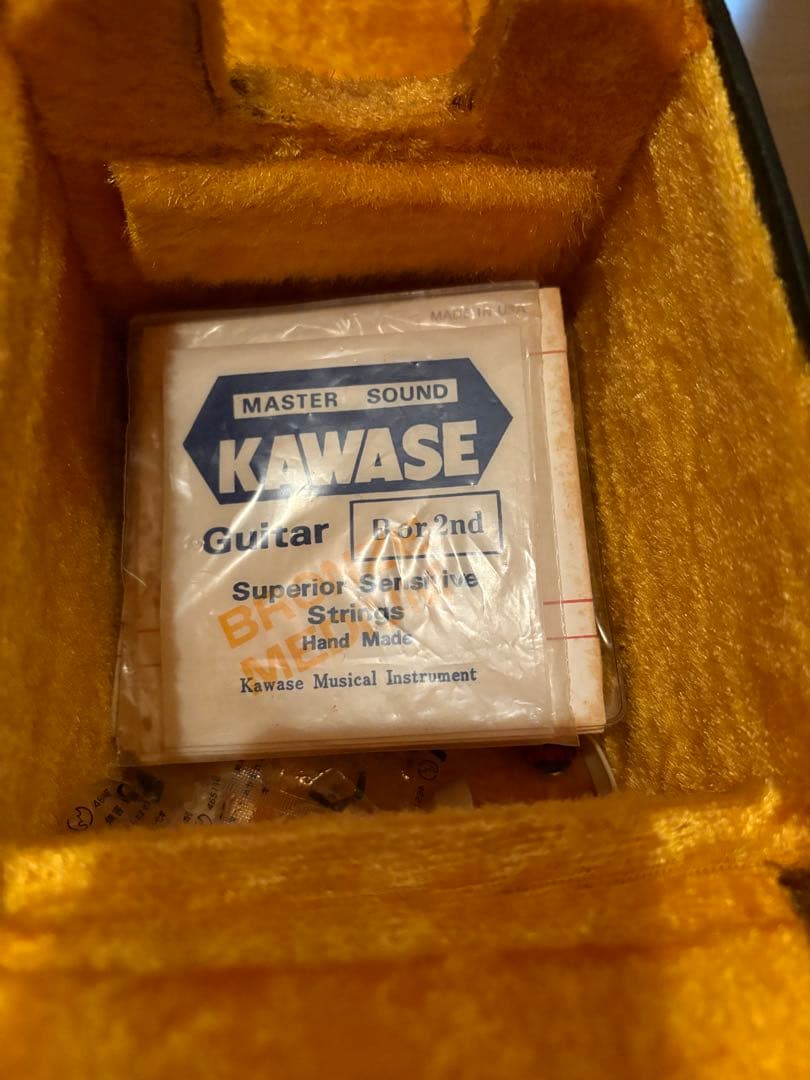 MADE IN USA
MASTER SOUND
KAWASE
Guitar
B or 2nd
Superior Sensitive
Strings
BRONZE
MEDIUM
Hand Made
Kawase Musical Instrument